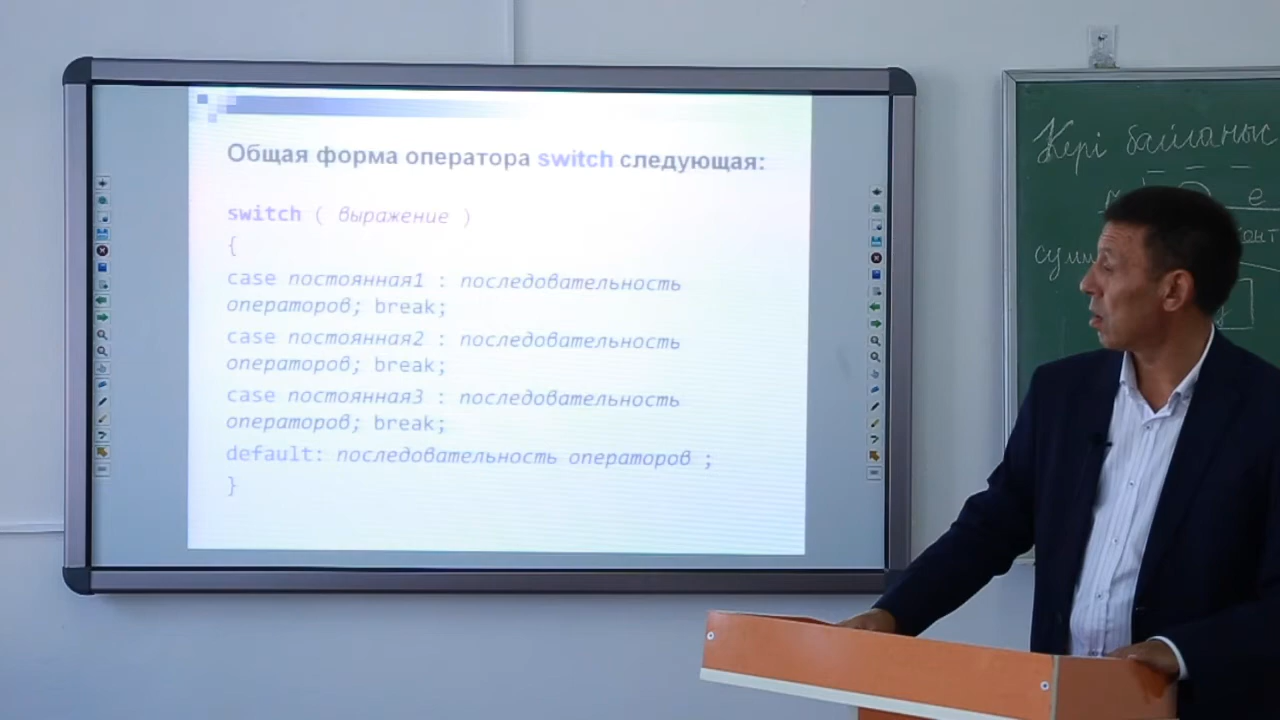 Общая форма оператора switch следующая:
switch ( выражение )
{
case постоянная1 : последовательность
операторов; break;
case постоянная2 : последовательность
операторов; break;
case постоянная3 : последовательность
операторов; break;
default: последовательность операторов ;
}
Кері байланыс
е